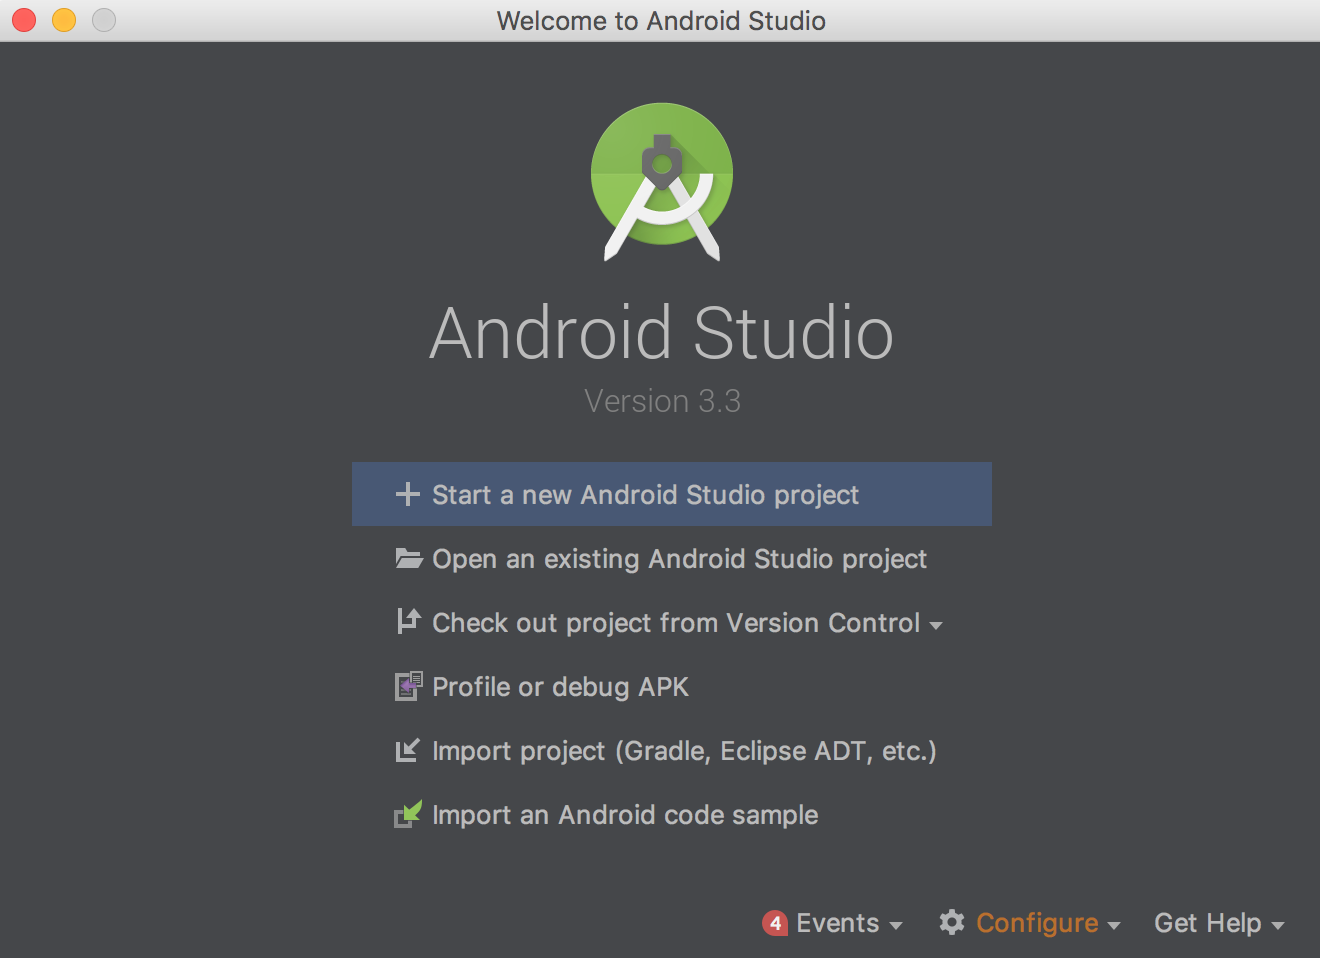 Welcome to Android Studio
Android Studio
Version 3.3
Start a new Android Studio project
Open an existing Android Studio project
Check out project from Version Control
Profile or debug APK
Import project (Gradle, Eclipse ADT, etc.)
Import an Android code sample
4 Events Configure Get Help